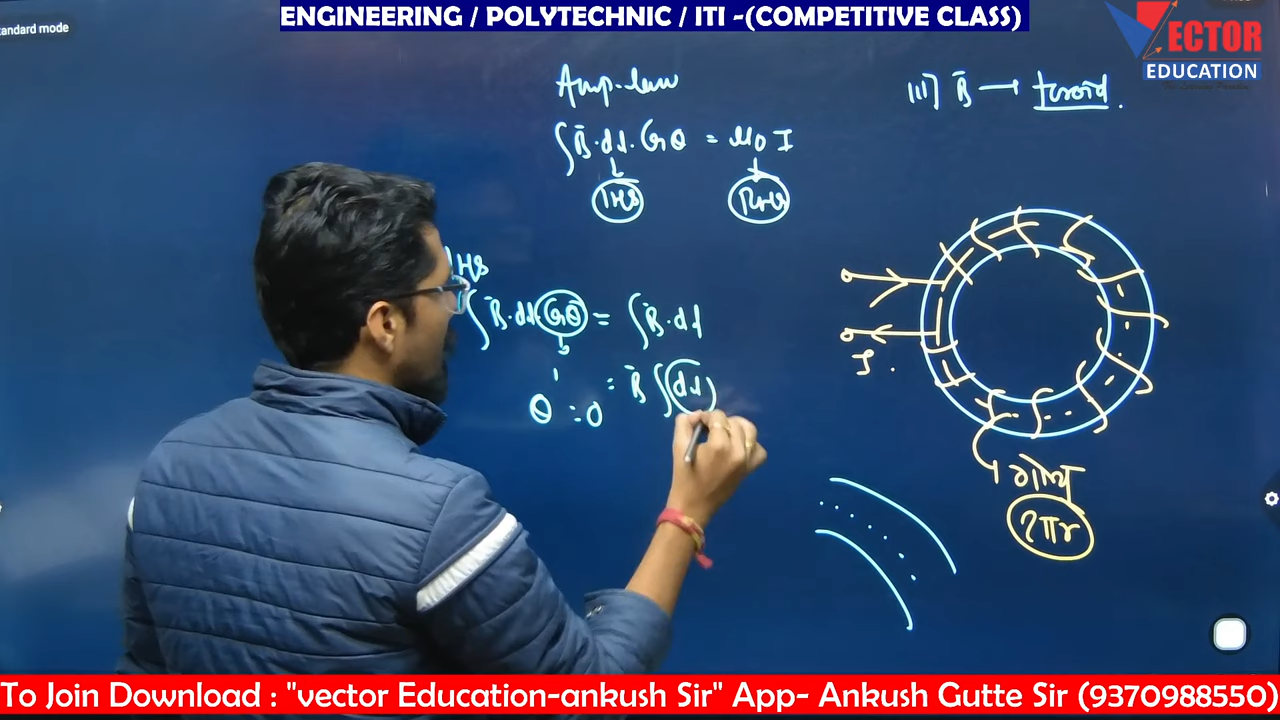 ENGINEERING / POLYTECHNIC / ITI -(COMPETITIVE CLASS)
tandard mode
VECTOR
EDUCATION
Amp-law
III] B̄ → toroid.
∫B̄·dl·Cosθ = μ0 I
LHS
RHS
LHS
∫B̄·dl Cosθ = ∫B̄·dl
= B̄ ∫(dl)
θ = 0
I.
2πr
To Join Download : "vector Education-ankush Sir" App- Ankush Gutte Sir (9370988550)